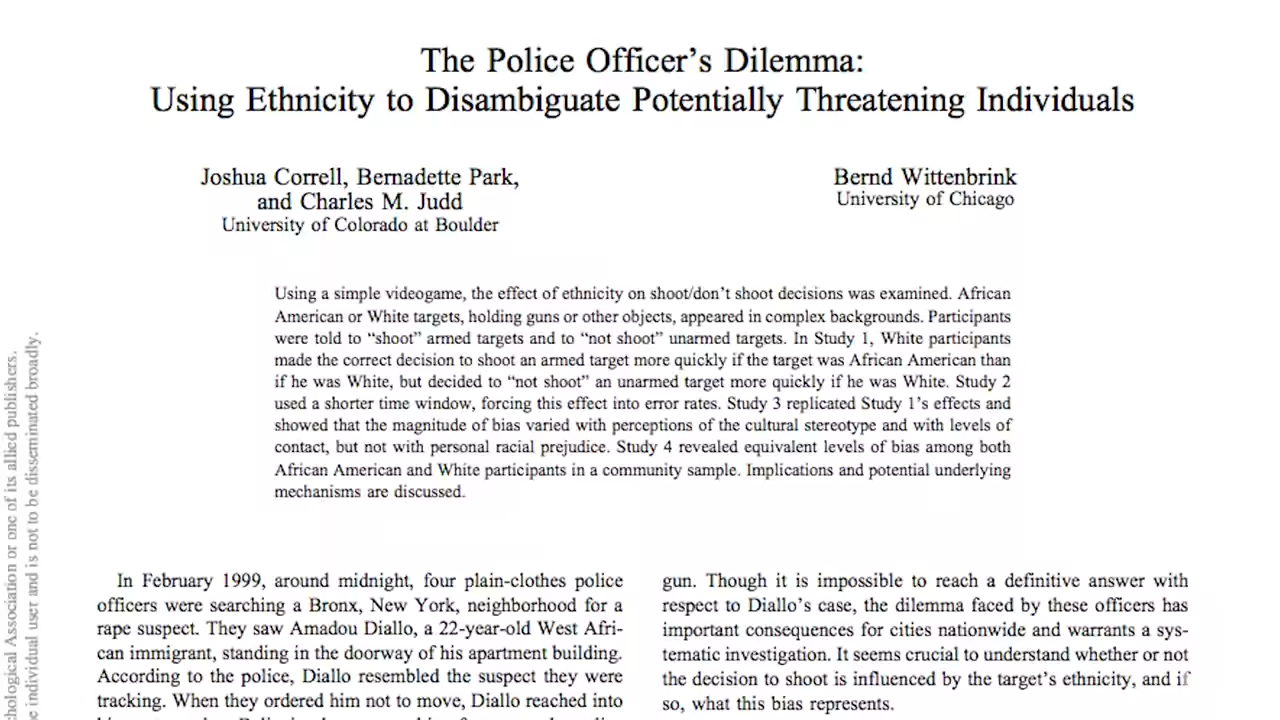 The Police Officer's Dilemma:
Using Ethnicity to Disambiguate Potentially Threatening Individuals
Joshua Correll, Bernadette Park,
and Charles M. Judd
University of Colorado at Boulder
Bernd Wittenbrink
University of Chicago
Using a simple videogame, the effect of ethnicity on shoot/don't shoot decisions was examined. African
American or White targets, holding guns or other objects, appeared in complex backgrounds. Participants
were told to “shoot” armed targets and to “not shoot” unarmed targets. In Study 1, White participants
made the correct decision to shoot an armed target more quickly if the target was African American than
if he was White, but decided to “not shoot” an unarmed target more quickly if he was White. Study 2
used a shorter time window, forcing this effect into error rates. Study 3 replicated Study 1's effects and
showed that the magnitude of bias varied with perceptions of the cultural stereotype and with levels of
contact, but not with personal racial prejudice. Study 4 revealed equivalent levels of bias among both
African American and White participants in a community sample. Implications and potential underlying
mechanisms are discussed.
In February 1999, around midnight, four plain-clothes police
officers were searching a Bronx, New York, neighborhood for a
rape suspect. They saw Amadou Diallo, a 22-year-old West Afri-
can immigrant, standing in the doorway of his apartment building.
According to the police, Diallo resembled the suspect they were
tracking. When they ordered him not to move, Diallo reached into
gun. Though it is impossible to reach a definitive answer with
respect to Diallo's case, the dilemma faced by these officers has
important consequences for cities nationwide and warrants a sys-
tematic investigation. It seems crucial to understand whether or not
the decision to shoot is influenced by the target's ethnicity, and if
so, what this bias represents.
chological Association or one of its allied publishers.
individual user and is not to be disseminated broadly.